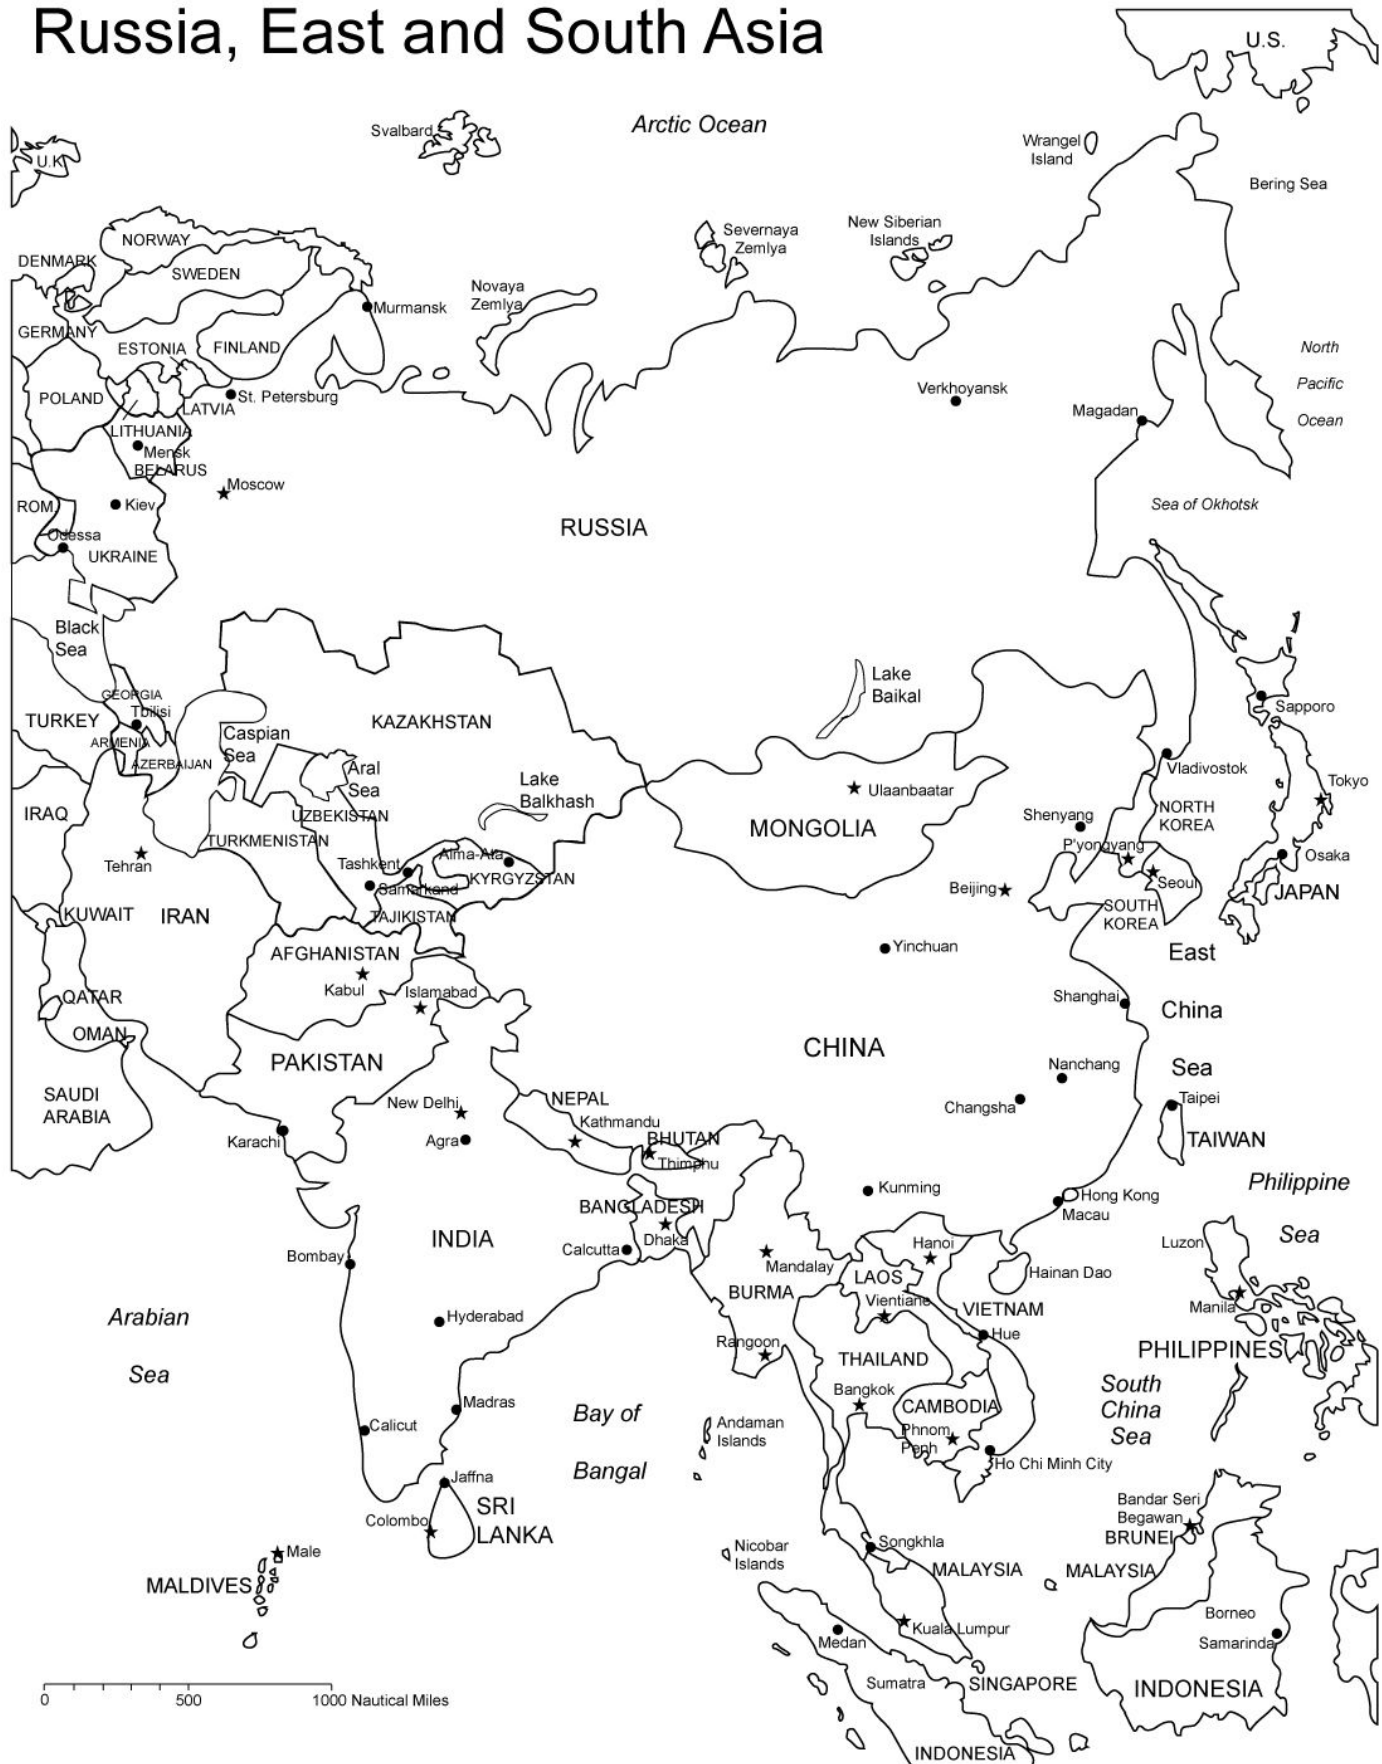 Russia, East and South Asia
U.S.
Arctic Ocean
Svalbard
Wrangel
Island
U.K.
Bering Sea
New Siberian
Islands
Severnaya
Zemlya
NORWAY
DENMARK
SWEDEN
Novaya
Zemlya
Murmansk
GERMANY
ESTONIA
FINLAND
North
Pacific
Ocean
Verkhoyansk
POLAND
St. Petersburg
LATVIA
Magadan
LITHUANIA
Mensk
BELARUS
Moscow
ROM.
Kiev
Sea of Okhotsk
RUSSIA
Odessa
UKRAINE
Black
Sea
Lake
Baikal
GEORGIA
Tbilisi
Sapporo
TURKEY
KAZAKHSTAN
ARMENIA
Caspian
Sea
AZERBAIJAN
Aral
Sea
Vladivostok
Lake
Balkhash
Tokyo
Ulaanbaatar
IRAQ
UZBEKISTAN
NORTH
KOREA
Shenyang
MONGOLIA
TURKMENISTAN
P'yongyang
Tehran
Tashkent
Alma-Ata
Osaka
KYRGYZSTAN
Samarkand
Beijing
Seoul
JAPAN
KUWAIT
IRAN
TAJIKISTAN
SOUTH
KOREA
AFGHANISTAN
Yinchuan
East
China
Sea
Kabul
Islamabad
QATAR
Shanghai
OMAN
CHINA
PAKISTAN
Nanchang
SAUDI
ARABIA
New Delhi
NEPAL
Changsha
Taipei
Kathmandu
Karachi
Agra
BHUTAN
TAIWAN
Thimphu
Kunming
Hong Kong
Macau
Philippine
Sea
BANGLADESH
Dhaka
INDIA
Luzon
Hanoi
Bombay
Calcutta
Mandalay
Hainan Dao
LAOS
BURMA
Vientiane
VIETNAM
Manila
Arabian
Sea
Hyderabad
Hue
Rangoon
THAILAND
PHILIPPINES
Bangkok
South
China
Sea
Madras
Bay of
Bangal
CAMBODIA
Calicut
Andaman
Islands
Phnom
Penh
Ho Chi Minh City
Jaffna
SRI
LANKA
Colombo
Bandar Seri
Begawan
BRUNEI
Male
Nicobar
Islands
Songkhla
MALAYSIA
MALAYSIA
MALDIVES
Borneo
Kuala Lumpur
Medan
Samarinda
Sumatra
SINGAPORE
INDONESIA
0 500 1000 Nautical Miles
INDONESIA